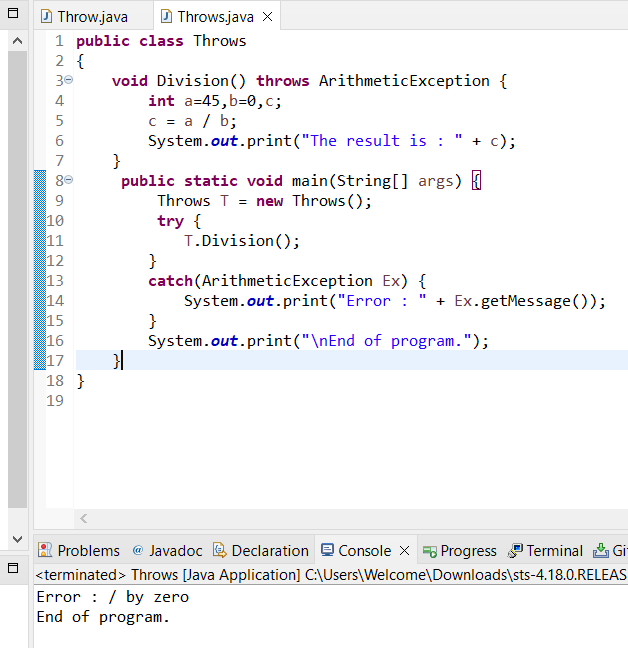 Throw.java Throws.java
1 public class Throws
2 {
3 void Division() throws ArithmeticException {
4 int a=45,b=0,c;
5 c = a / b;
6 System.out.print("The result is : " + c);
7 }
8 public static void main(String[] args) {
9 Throws T = new Throws();
10 try {
11 T.Division();
12 }
13 catch(ArithmeticException Ex) {
14 System.out.print("Error : " + Ex.getMessage());
15 }
16 System.out.print("\nEnd of program.");
17 }
18 }
19
Problems @ Javadoc Declaration Console Progress Terminal Gi
<terminated> Throws [Java Application] C:\Users\Welcome\Downloads\sts-4.18.0.RELEAS
Error : / by zero
End of program.